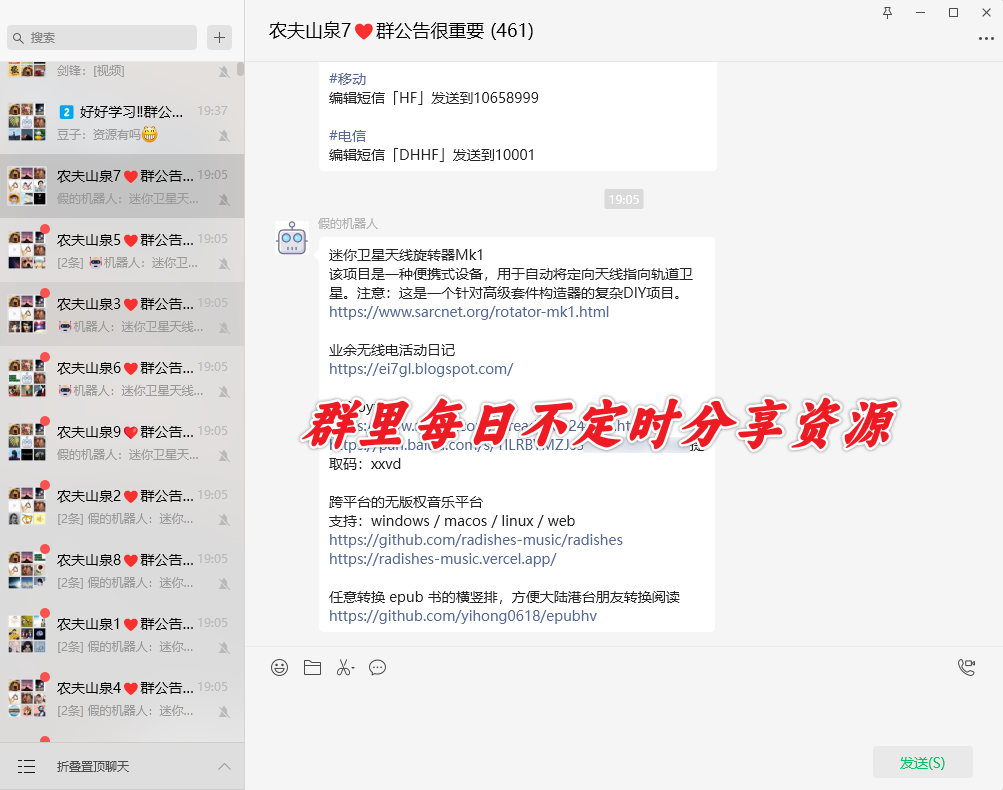 搜索
剑锋：[视频]
2 好好学习!!群公... 19:37
豆子：资源有吗😁
农夫山泉7❤️群公告... 19:05
假的机器人：迷你卫星天...
农夫山泉5❤️群公告... 19:05
[2条] 🤖机器人：迷你卫...
农夫山泉3❤️群公告... 19:05
🤖机器人：迷你卫星天线...
农夫山泉6❤️群公告... 19:05
🤖机器人：迷你卫星天线...
农夫山泉9❤️群公告... 19:05
假的机器人：迷你卫星天...
农夫山泉2❤️群公告... 19:05
[2条] 假的机器人：迷你...
农夫山泉8❤️群公告... 19:05
[2条] 假的机器人：迷你...
农夫山泉1❤️群公告... 19:05
[2条] 假的机器人：迷你...
农夫山泉4❤️群公告... 19:05
[2条] 假的机器人：迷你...
折叠置顶聊天
农夫山泉7❤️群公告很重要 (461)
#移动
编辑短信「HF」发送到10658999
#电信
编辑短信「DHHF」发送到10001
19:05
假的机器人
迷你卫星天线旋转器Mk1
该项目是一种便携式设备，用于自动将定向天线指向轨道卫
星。注意：这是一个针对高级套件构造器的复杂DIY项目。
https://www.sarcnet.org/rotator-mk1.html
业余无线电活动日记
https://ei7gl.blogspot.com/
群里每日不定时分享资源
取码：xxvd
跨平台的无版权音乐平台
支持：windows / macos / linux / web
https://github.com/radishes-music/radishes
https://radishes-music.vercel.app/
任意转换 epub 书的横竖排，方便大陆港台朋友转换阅读
https://github.com/yihong0618/epubhv
发送(S)